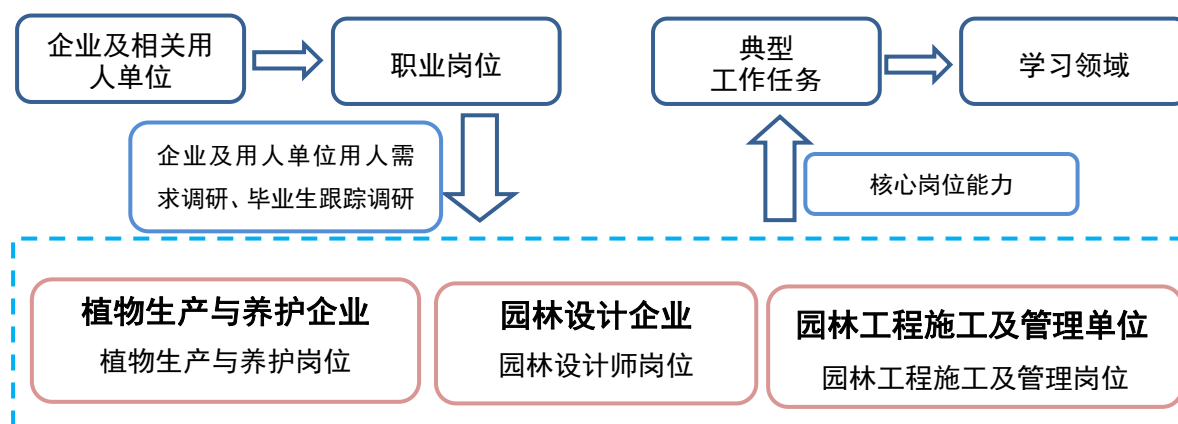 企业及相关用
人单位
职业岗位
典型
工作任务
学习领域
企业及用人单位用人需
求调研、毕业生跟踪调研
核心岗位能力
植物生产与养护企业
植物生产与养护岗位
园林设计企业
园林设计师岗位
园林工程施工及管理单位
园林工程施工及管理岗位